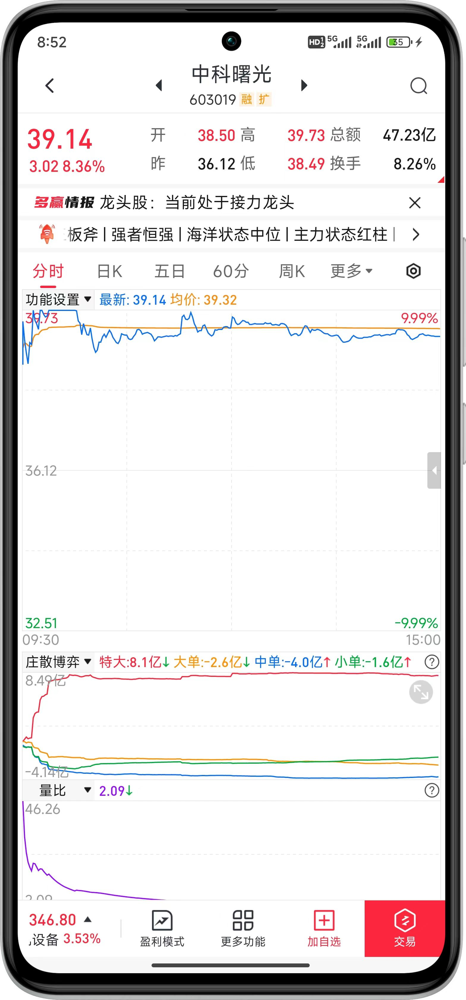 8:52
HD 1 2 5G 5G 35
中科曙光
603019 融 扩
39.14 开 38.50 高 39.73 总额 47.23亿
3.02 8.36% 昨 36.12 低 38.49 换手 8.26%
多赢情报 龙头股：当前处于接力龙头
板斧 | 强者恒强 | 海洋状态中位 | 主力状态红柱 |
分时 日K 五日 60分 周K 更多
功能设置 最新: 39.14 均价: 39.32
39.73 9.99%
36.12
32.51 -9.99%
09:30 15:00
庄散博弈 特大:8.1亿↓ 大单:-2.6亿↓ 中单:-4.0亿↑ 小单:-1.6亿↑ ?
8.49亿
-4.14亿
量比 2.09↓ ?
46.26
2.09
346.80
设备 3.53%
盈利模式 更多功能 加自选 交易